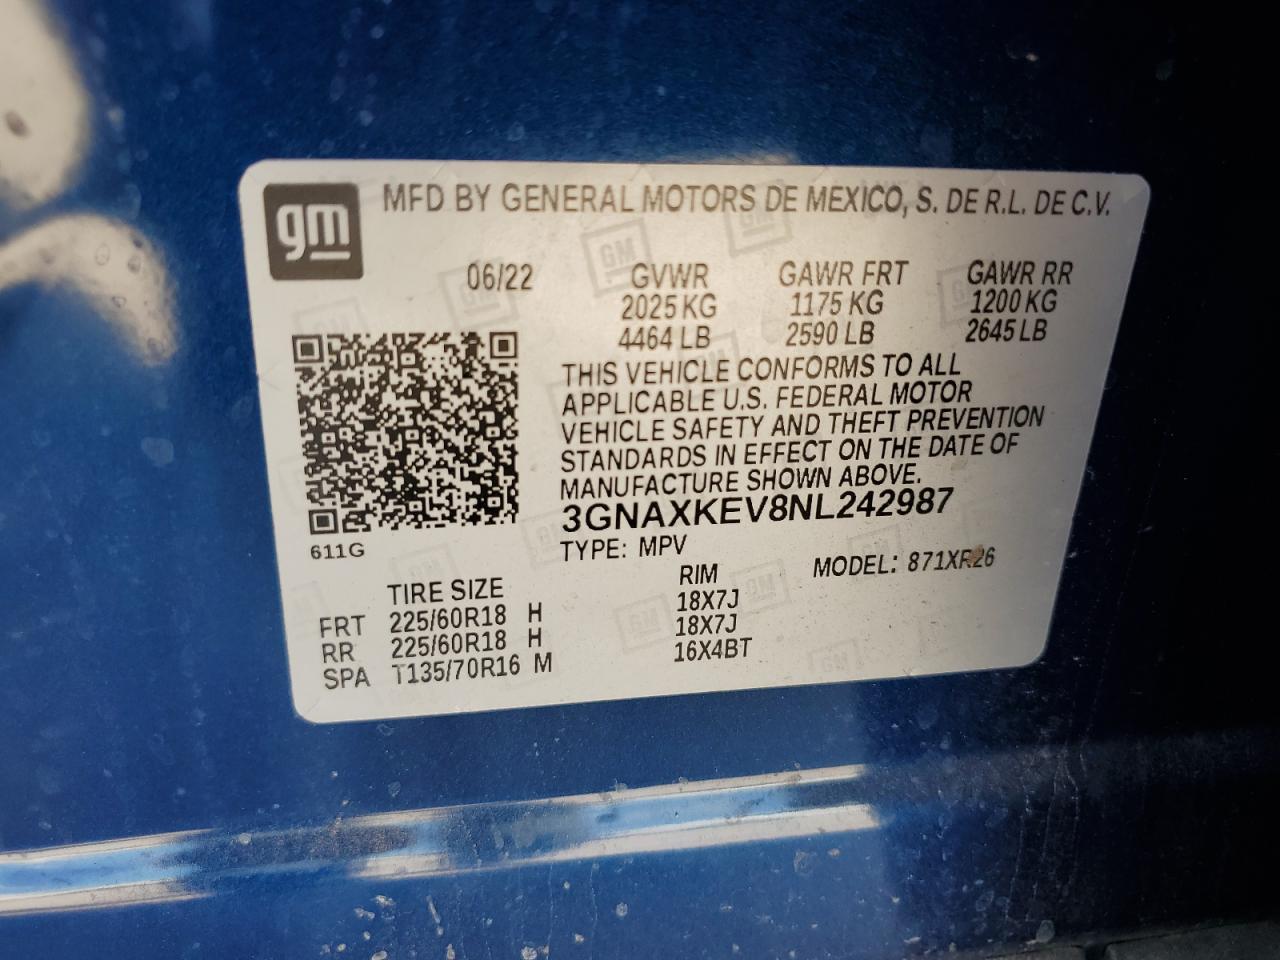 gm
MFD BY GENERAL MOTORS DE MEXICO, S. DE R.L. DE C.V.
06/22 GVWR GAWR FRT GAWR RR
2025 KG 1175 KG 1200 KG
4464 LB 2590 LB 2645 LB
THIS VEHICLE CONFORMS TO ALL
APPLICABLE U.S. FEDERAL MOTOR
VEHICLE SAFETY AND THEFT PREVENTION
STANDARDS IN EFFECT ON THE DATE OF
MANUFACTURE SHOWN ABOVE.
3GNAXKEV8NL242987
611G
TYPE: MPV
MODEL: 871XR26
TIRE SIZE RIM
FRT 225/60R18 H 18X7J
RR 225/60R18 H 18X7J
SPA T135/70R16 M 16X4BT